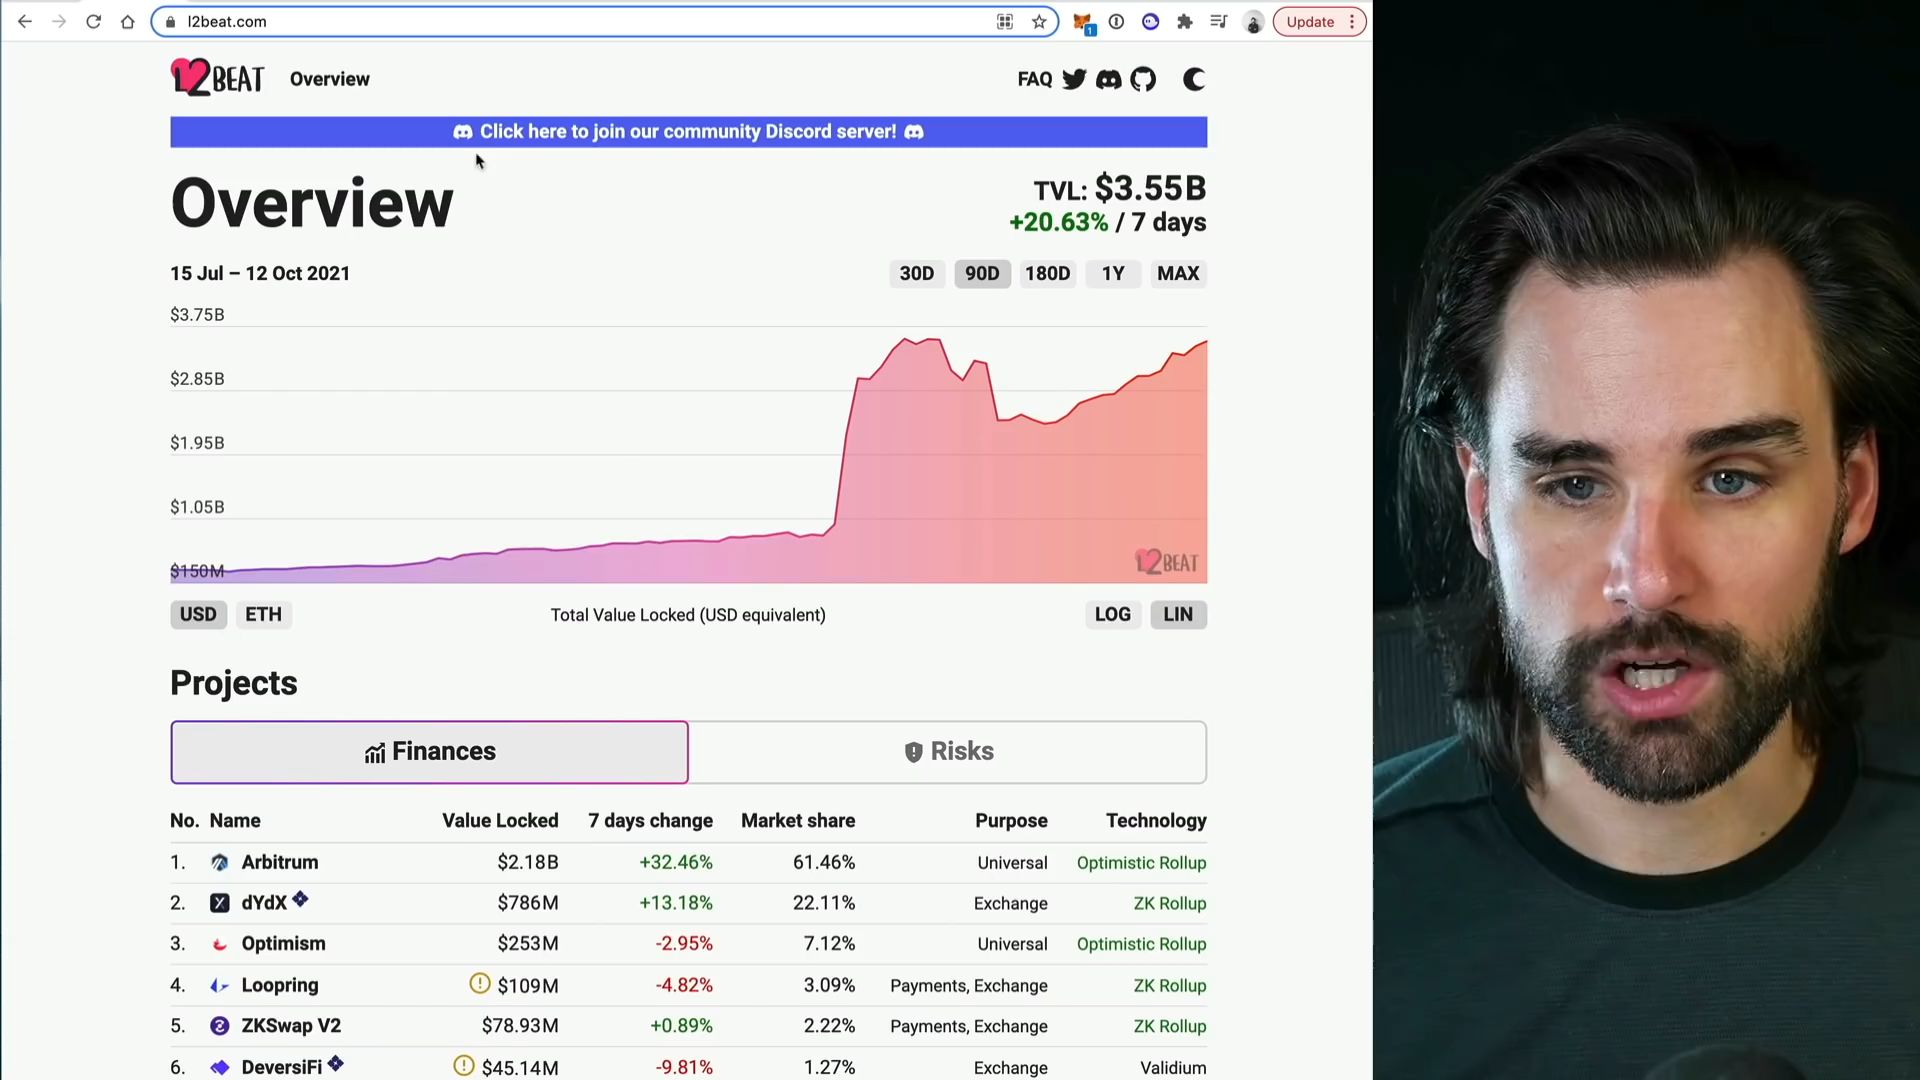 l2beat.com
1
Update
L2BEAT
Overview
FAQ
Click here to join our community Discord server!
Overview
TVL: $3.55B
+20.63% / 7 days
15 Jul – 12 Oct 2021
30D 90D 180D 1Y MAX
$3.75B
$2.85B
$1.95B
$1.05B
$150M
L2BEAT
USD ETH
Total Value Locked (USD equivalent)
LOG LIN
Projects
Finances
Risks
No. Name Value Locked 7 days change Market share Purpose Technology
1. Arbitrum $2.18B +32.46% 61.46% Universal Optimistic Rollup
2. dYdX $786M +13.18% 22.11% Exchange ZK Rollup
3. Optimism $253M -2.95% 7.12% Universal Optimistic Rollup
4. Loopring $109M -4.82% 3.09% Payments, Exchange ZK Rollup
5. ZKSwap V2 $78.93M +0.89% 2.22% Payments, Exchange ZK Rollup
6. DeversiFi $45.14M -9.81% 1.27% Exchange Validium